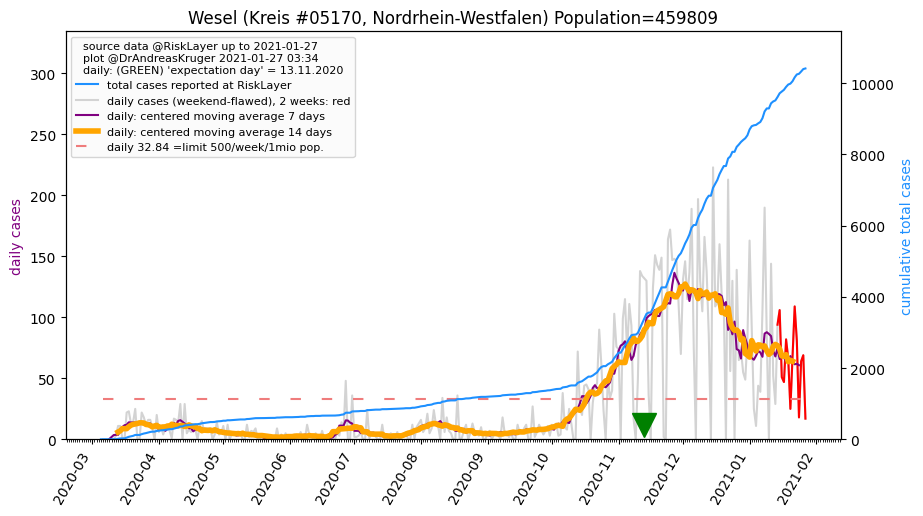 Wesel (Kreis #05170, Nordrhein-Westfalen) Population=459809
source data @RiskLayer up to 2021-01-27
plot @DrAndreasKruger 2021-01-27 03:34
daily: (GREEN) 'expectation day' = 13.11.2020
total cases reported at RiskLayer
daily cases (weekend-flawed), 2 weeks: red
daily: centered moving average 7 days
daily: centered moving average 14 days
daily 32.84 =limit 500/week/1mio pop.
daily cases
300
250
200
150
100
50
0
10000
8000
6000
4000
2000
0
cumulative total cases
2020-03
2020-04
2020-05
2020-06
2020-07
2020-08
2020-09
2020-10
2020-11
2020-12
2021-01
2021-02